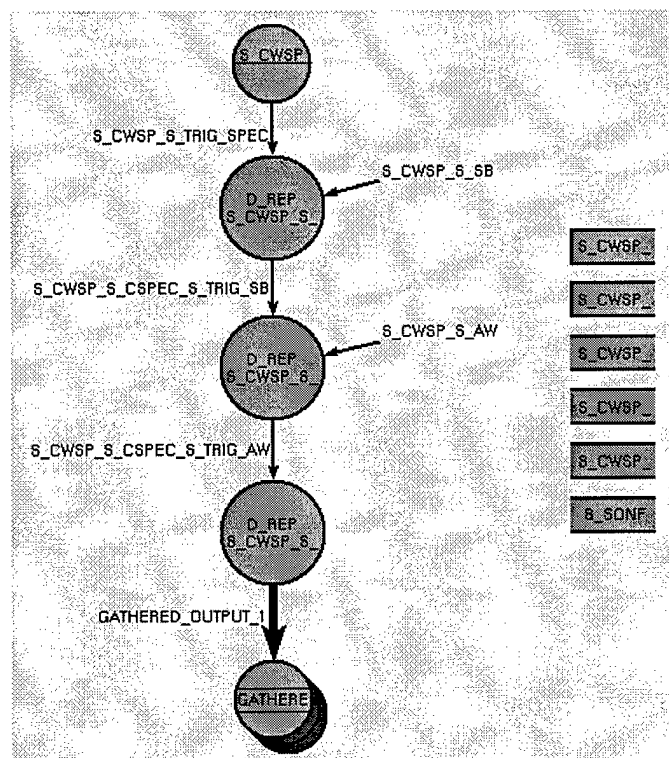 S_CWSP
S_CWSP_S_TRIG_SPEC
S_CWSP_S_SB
D_REP
S_CWSP_S_
S_CWSP_
S_CWSP_S_CSPEC_S_TRIG_SB
S_CWSP_
S_CWSP_S_AW
D_REP
S_CWSP_S_
S_CWSP_
S_CWSP_
S_CWSP_S_CSPEC_S_TRIG_AW
S_CWSP_
D_REP
S_CWSP_S_
S_SONF
GATHERED_OUTPUT_1
GATHERE